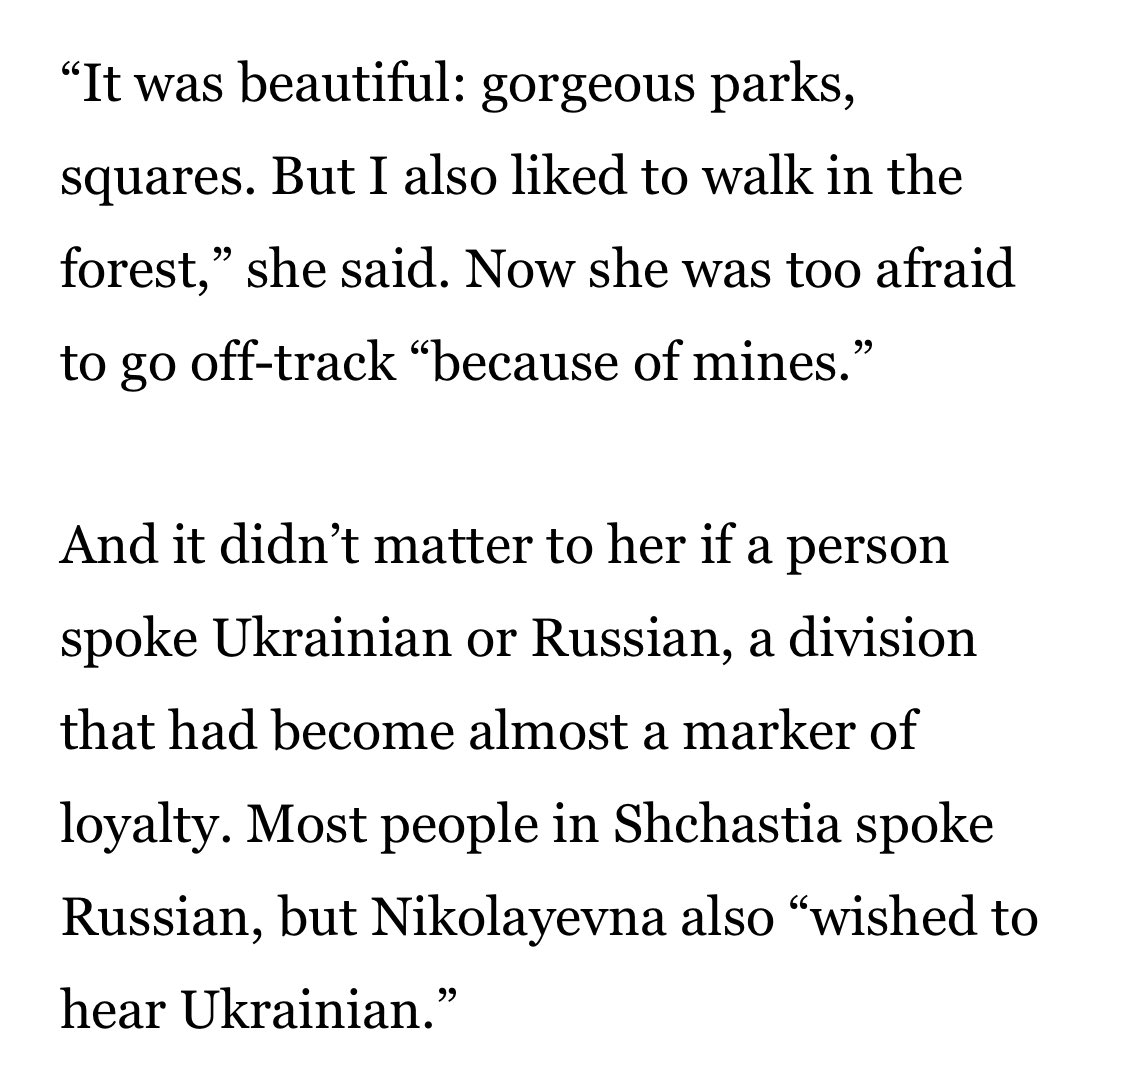 “It was beautiful: gorgeous parks,
squares. But I also liked to walk in the
forest,” she said. Now she was too afraid
to go off-track “because of mines.”
And it didn’t matter to her if a person
spoke Ukrainian or Russian, a division
that had become almost a marker of
loyalty. Most people in Shchastia spoke
Russian, but Nikolayevna also “wished to
hear Ukrainian.”